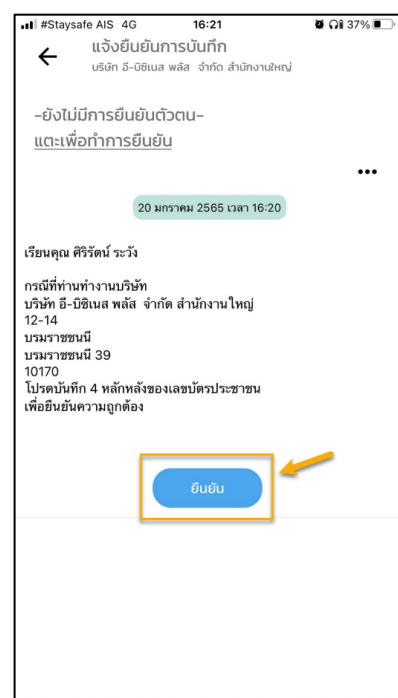 #Staysafe AIS 4G 16:21 37%
แจ้งยืนยันการบันทึก
บริษัท อี-บิซิเนส พลัส จำกัด สำนักงานใหญ่
-ยังไม่มีการยืนยันตัวตน-
แตะเพื่อทำการยืนยัน
20 มกราคม 2565 เวลา 16:20
เรียนคุณ ศิริรัตน์ ระวัง
กรณีที่ท่านทำงานบริษัท
บริษัท อี-บิซิเนส พลัส จำกัด สำนักงานใหญ่
12-14
บรมราชชนนี
บรมราชชนนี 39
10170
โปรดบันทึก 4 หลักหลังของเลขบัตรประชาชน
เพื่อยืนยันความถูกต้อง
ยืนยัน